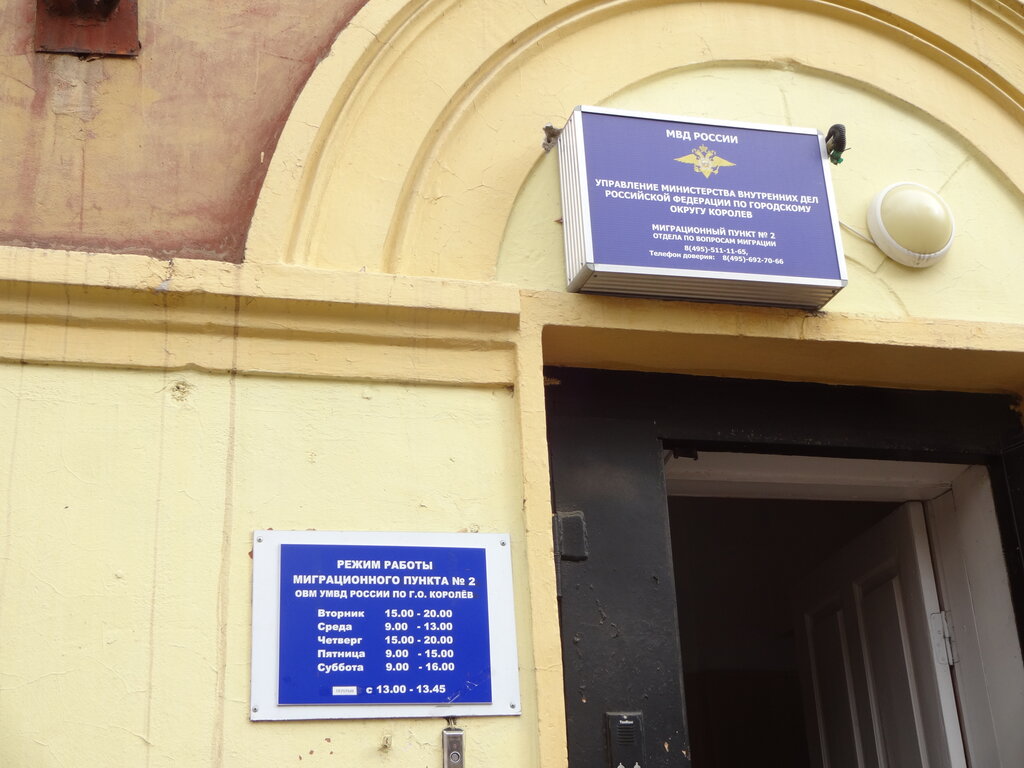 МВД РОССИИ
УПРАВЛЕНИЕ МИНИСТЕРСТВА ВНУТРЕННИХ ДЕЛ
РОССИЙСКОЙ ФЕДЕРАЦИИ ПО ГОРОДСКОМУ
ОКРУГУ КОРОЛЕВ
МИГРАЦИОННЫЙ ПУНКТ № 2
ОТДЕЛА ПО ВОПРОСАМ МИГРАЦИИ
8(495)-511-11-65,
Телефон доверия: 8(495)-692-70-66
РЕЖИМ РАБОТЫ
МИГРАЦИОННОГО ПУНКТА № 2
ОВМ УМВД РОССИИ ПО Г.О. КОРОЛЁВ
Вторник 15.00 - 20.00
Среда 9.00 - 13.00
Четверг 15.00 - 20.00
Пятница 9.00 - 15.00
Суббота 9.00 - 16.00
с 13.00 - 13.45